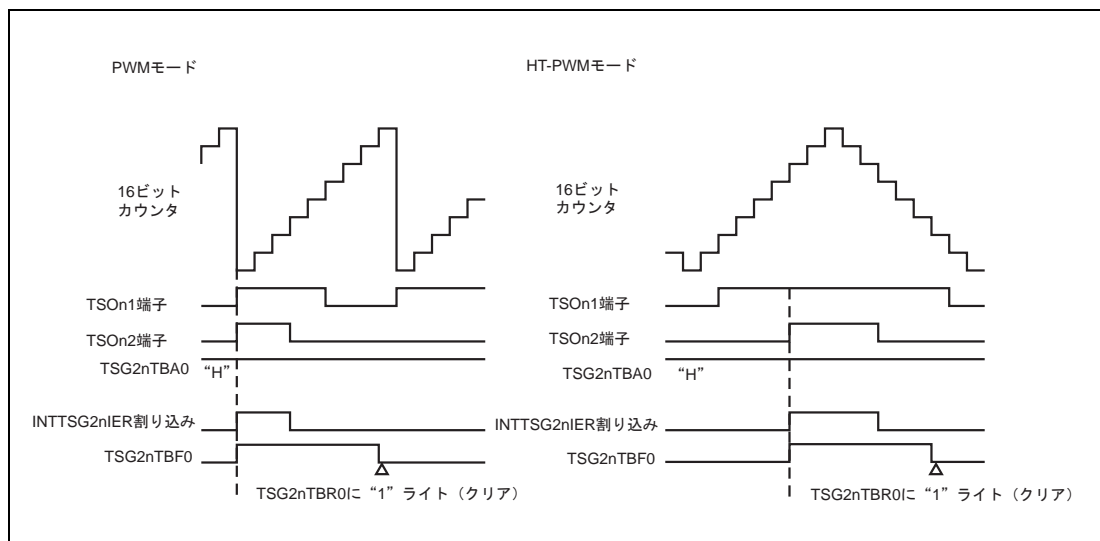 PWMモード
16ビット
カウンタ
TSOn1端子
TSOn2端子
TSG2nTBA0 “H”
INTTSG2nIER割り込み
TSG2nTBF0
TSG2nTBR0に“1”ライト（クリア）
HT-PWMモード
16ビット
カウンタ
TSOn1端子
TSOn2端子
TSG2nTBA0 “H”
INTTSG2nIER割り込み
TSG2nTBF0
TSG2nTBR0に“1”ライト（クリア）